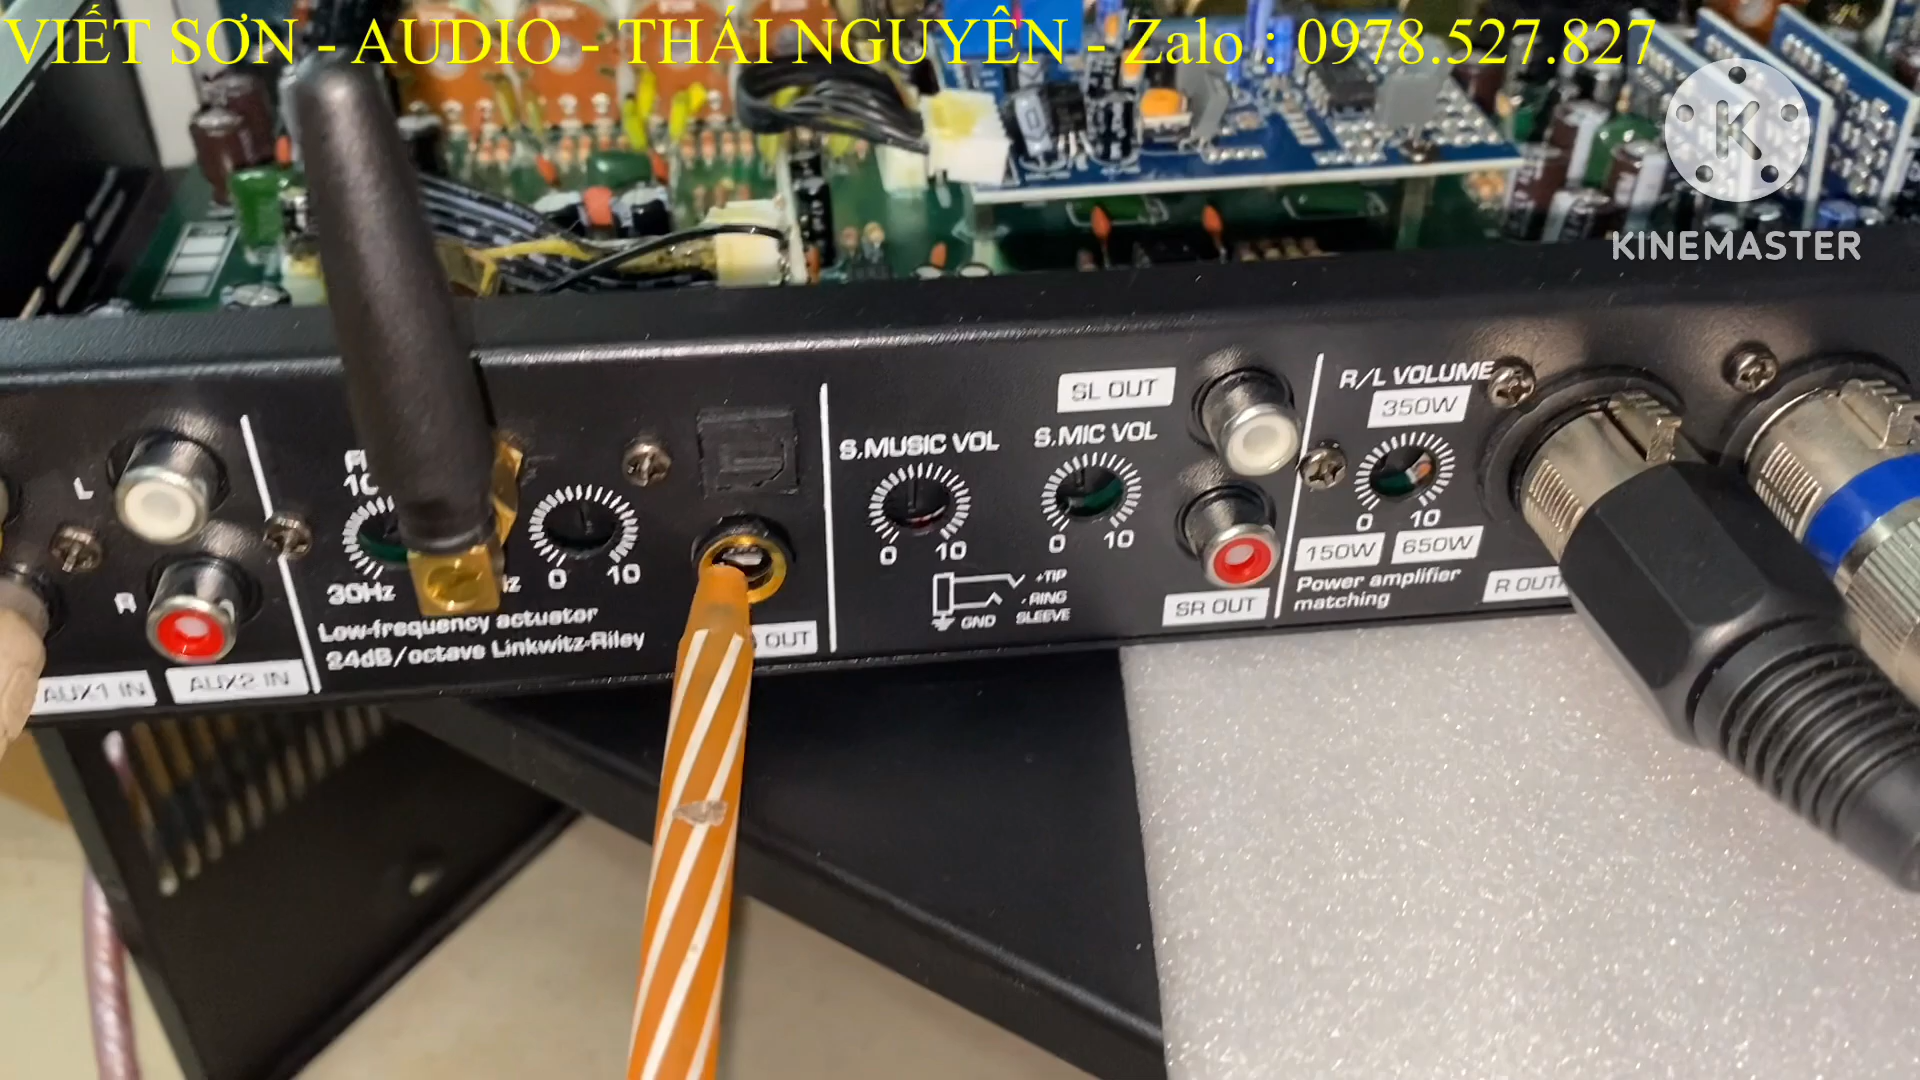 VIẾT SƠN - AUDIO - THÁI NGUYÊN - Zalo : 0978.527.827
K
KINEMASTER
L
R
AUX1 IN
AUX2 IN
30Hz
0 10
Low-frequency actuator
24dB/octave Linkwitz-Riley
OUT
S.MUSIC VOL
0 10
S.MIC VOL
0 10
+TIP
- RING
GND SLEEVE
SL OUT
SR OUT
R/L VOLUME
350W
0 10
150W 650W
Power amplifier
matching
R OUT